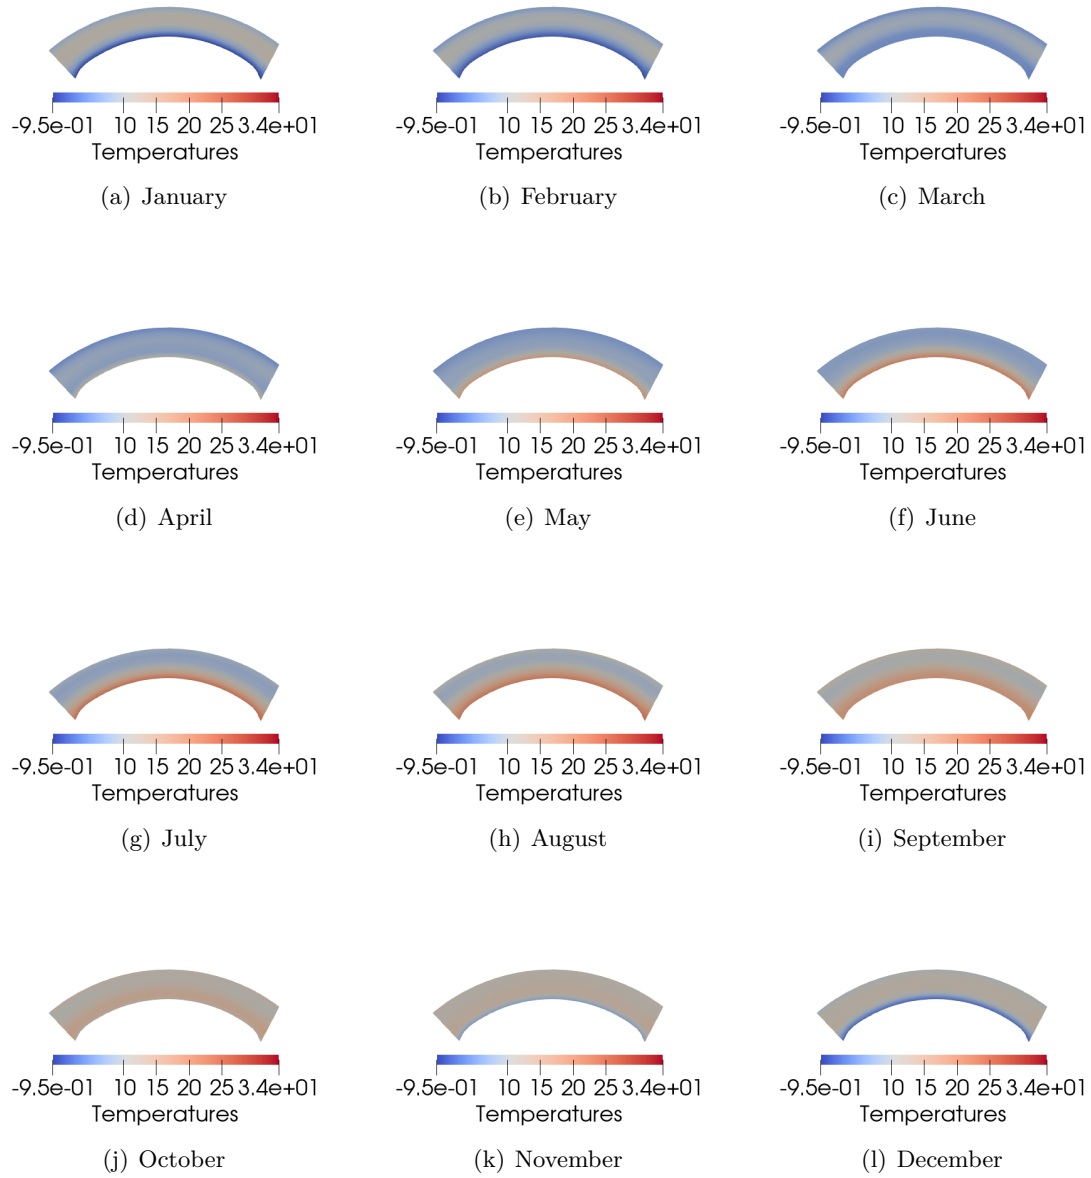 -9.5e-01 10 15 20 25 3.4e+01 -9.5e-01 10 15 20 25 3.4e+01 -9.5e-01 10 15 20 25 3.4e+01
Temperatures Temperatures Temperatures
(a) January (b) February (c) March
-9.5e-01 10 15 20 25 3.4e+01 -9.5e-01 10 15 20 25 3.4e+01 -9.5e-01 10 15 20 25 3.4e+01
Temperatures Temperatures Temperatures
(d) April (e) May (f) June
-9.5e-01 10 15 20 25 3.4e+01 -9.5e-01 10 15 20 25 3.4e+01 -9.5e-01 10 15 20 25 3.4e+01
Temperatures Temperatures Temperatures
(g) July (h) August (i) September
-9.5e-01 10 15 20 25 3.4e+01 -9.5e-01 10 15 20 25 3.4e+01 -9.5e-01 10 15 20 25 3.4e+01
Temperatures Temperatures Temperatures
(j) October (k) November (l) December